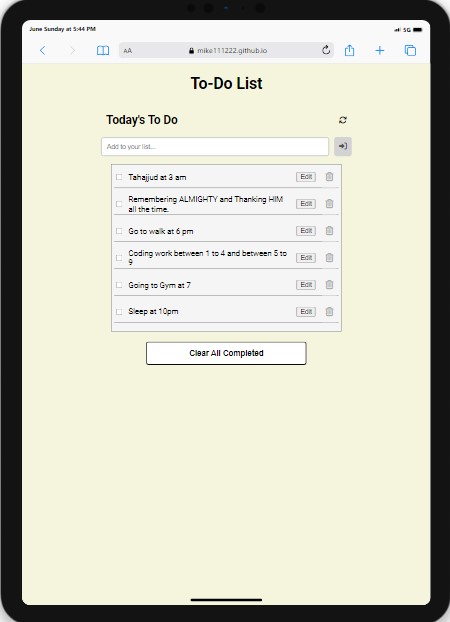 June Sunday at 5:44 PM
5G
AA
mike111222.github.io
To-Do List
Today's To Do
Add to your list...
Tahajjud at 3 am
Edit
Remembering ALMIGHTY and Thanking HIM
all the time.
Edit
Go to walk at 6 pm
Edit
Coding work between 1 to 4 and between 5 to
9
Edit
Going to Gym at 7
Edit
Sleep at 10pm
Edit
Clear All Completed